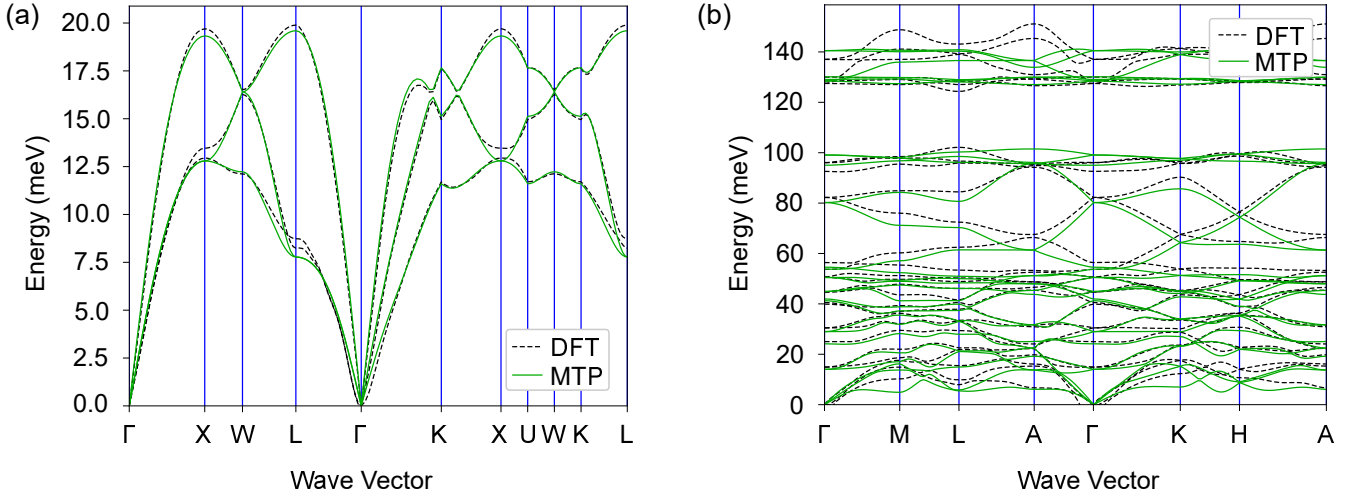 (a)
Energy (meV)
20.0
17.5
15.0
12.5
10.0
7.5
5.0
2.5
0.0
DFT
MTP
Γ X W L Γ K X U W K L
Wave Vector
(b)
Energy (meV)
140
120
100
80
60
40
20
0
DFT
MTP
Γ M L A Γ K H A
Wave Vector